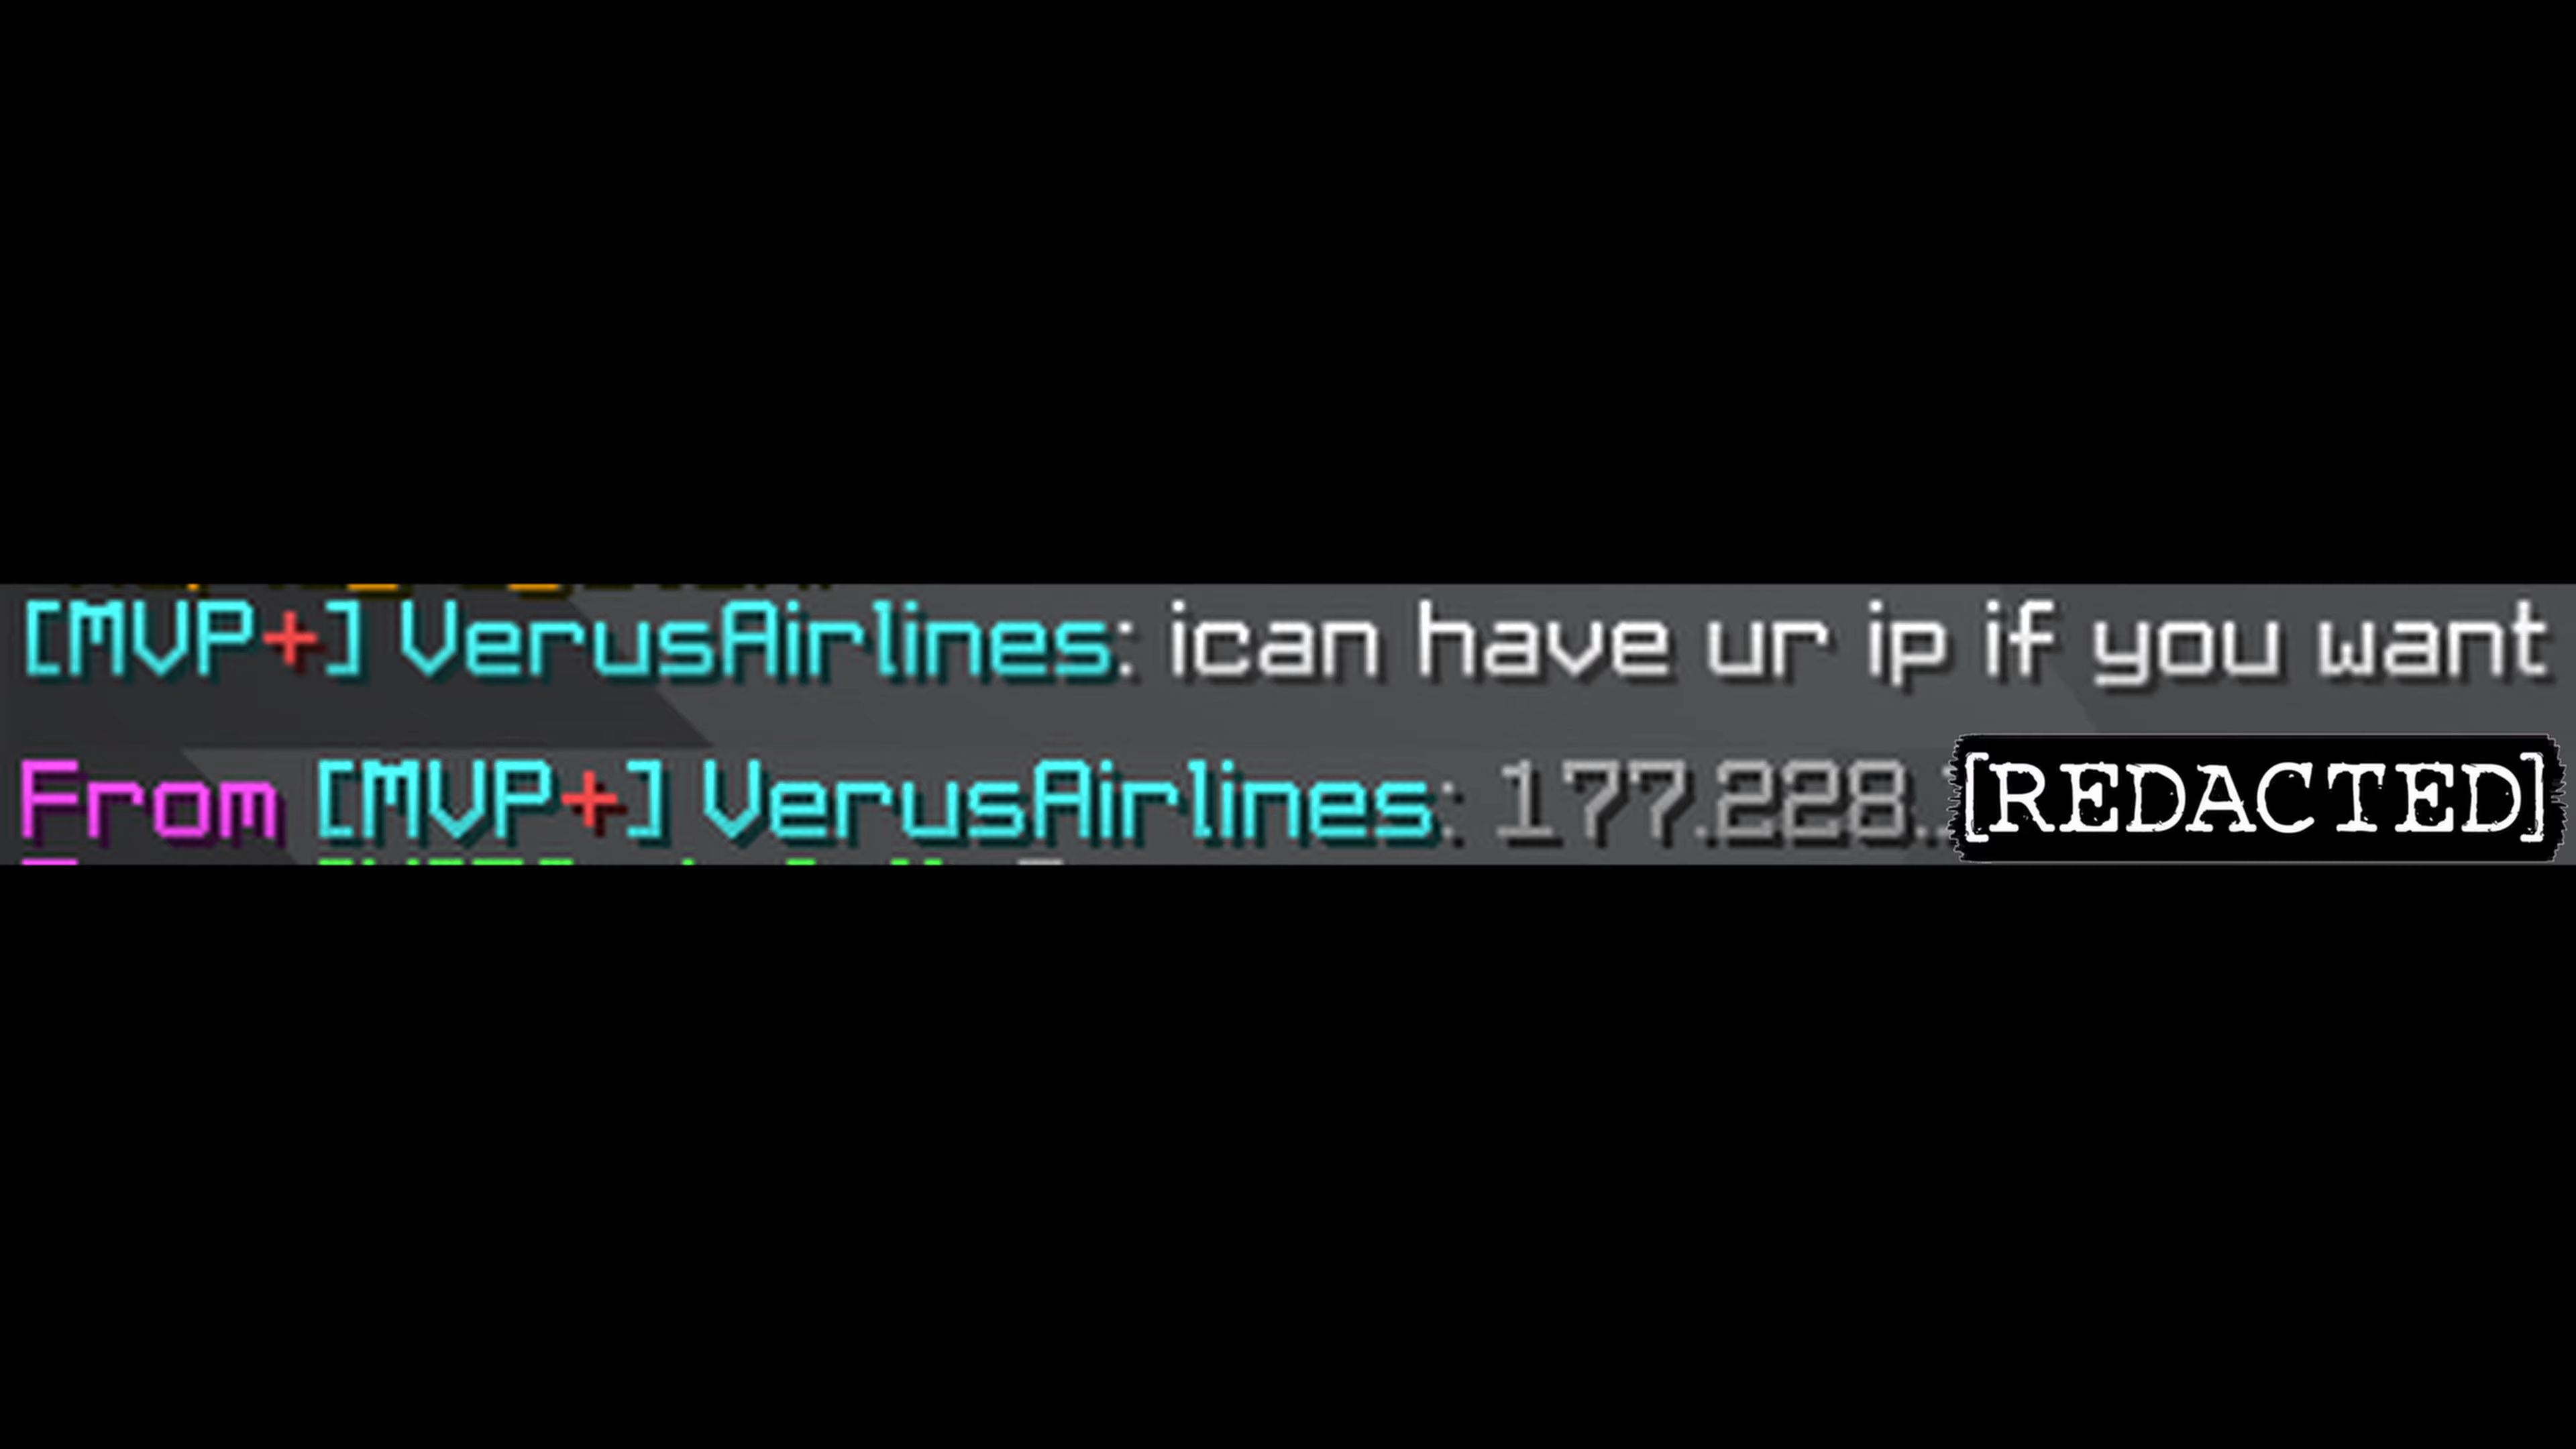 [MVP+] VerusAirlines: ican have ur ip if you want
From [MVP+] VerusAirlines: 177.228. [REDACTED]